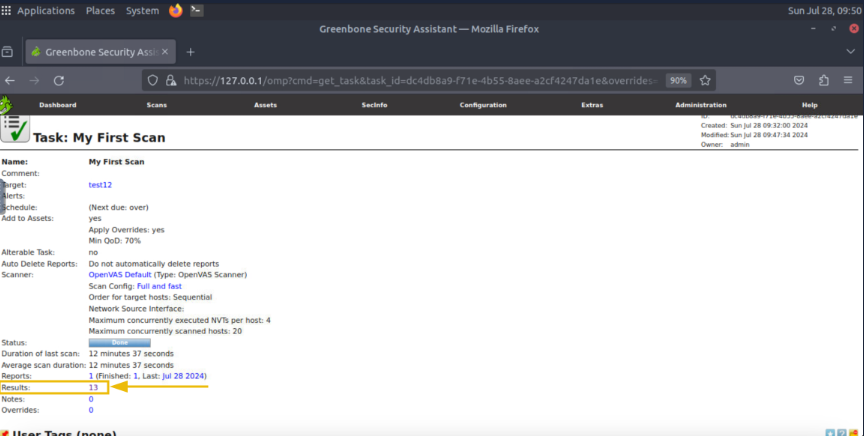 Applications Places System Sun Jul 28, 09:50
Greenbone Security Assistant — Mozilla Firefox
Greenbone Security Assis
https://127.0.0.1/omp?cmd=get_task&task_id=dc4db8a9-f71e-4b55-8aee-a2cf4247da1e&overrides= 90%
Dashboard Scans Assets SecInfo Configuration Extras Administration Help
ID: dc4db8a9-f71e-4b55-8aee-a2cf4247da1e
Created: Sun Jul 28 09:32:00 2024
Task: My First Scan
Modified: Sun Jul 28 09:47:34 2024
Owner: admin
Name: My First Scan
Comment:
Target: test12
Alerts:
Schedule: (Next due: over)
Add to Assets: yes
Apply Overrides: yes
Min QoD: 70%
Alterable Task: no
Auto Delete Reports: Do not automatically delete reports
Scanner: OpenVAS Default (Type: OpenVAS Scanner)
Scan Config: Full and fast
Order for target hosts: Sequential
Network Source Interface:
Maximum concurrently executed NVTs per host: 4
Maximum concurrently scanned hosts: 20
Status: Done
Duration of last scan: 12 minutes 37 seconds
Average scan duration: 12 minutes 37 seconds
Reports: 1 (Finished: 1, Last: Jul 28 2024)
Results: 13
Notes: 0
Overrides: 0
User Tags (none)